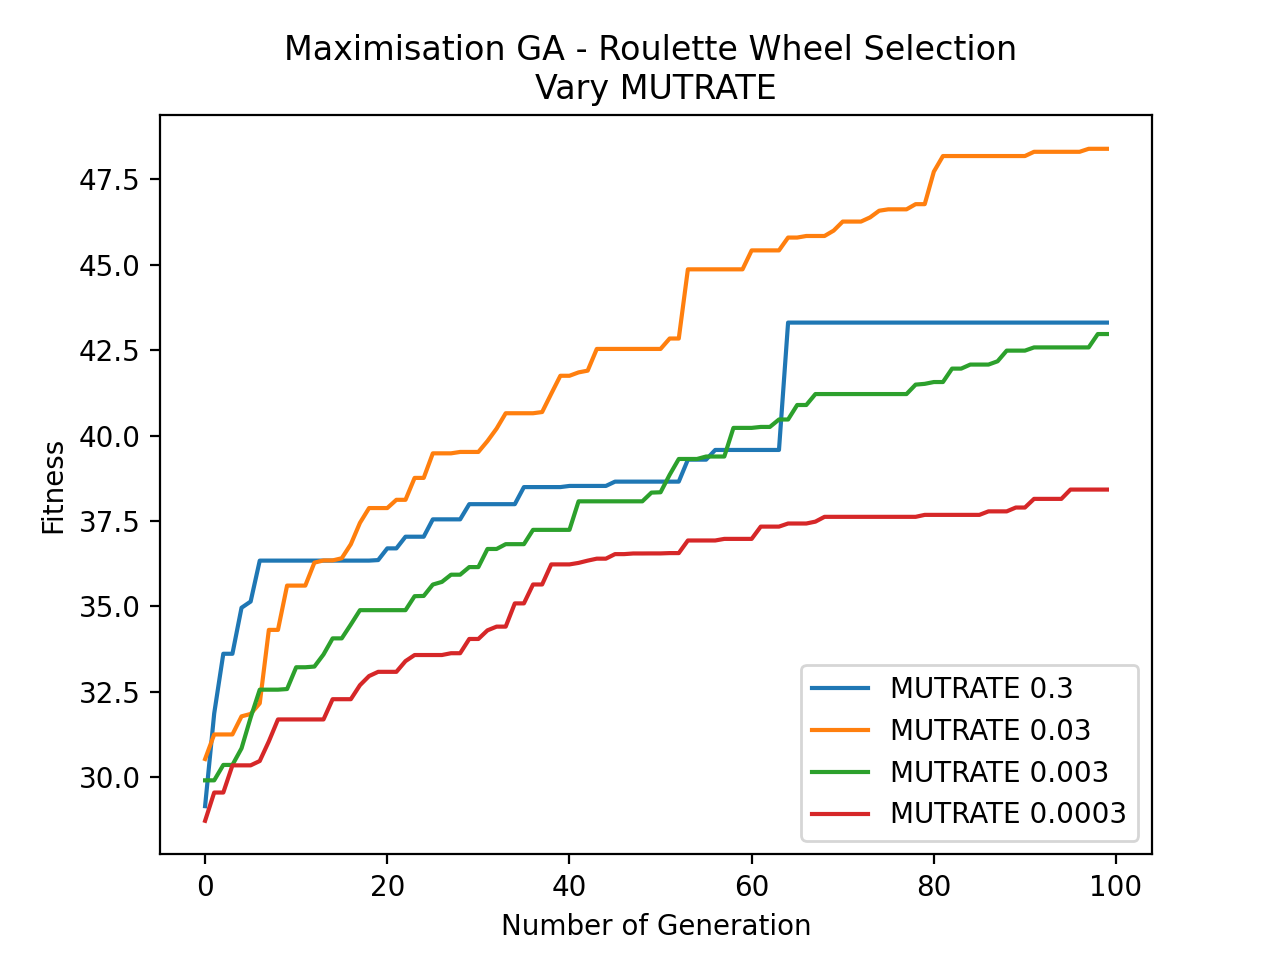 Maximisation GA - Roulette Wheel Selection
Vary MUTRATE
Fitness
47.5
45.0
42.5
40.0
37.5
35.0
32.5
30.0
MUTRATE 0.3
MUTRATE 0.03
MUTRATE 0.003
MUTRATE 0.0003
0 20 40 60 80 100
Number of Generation